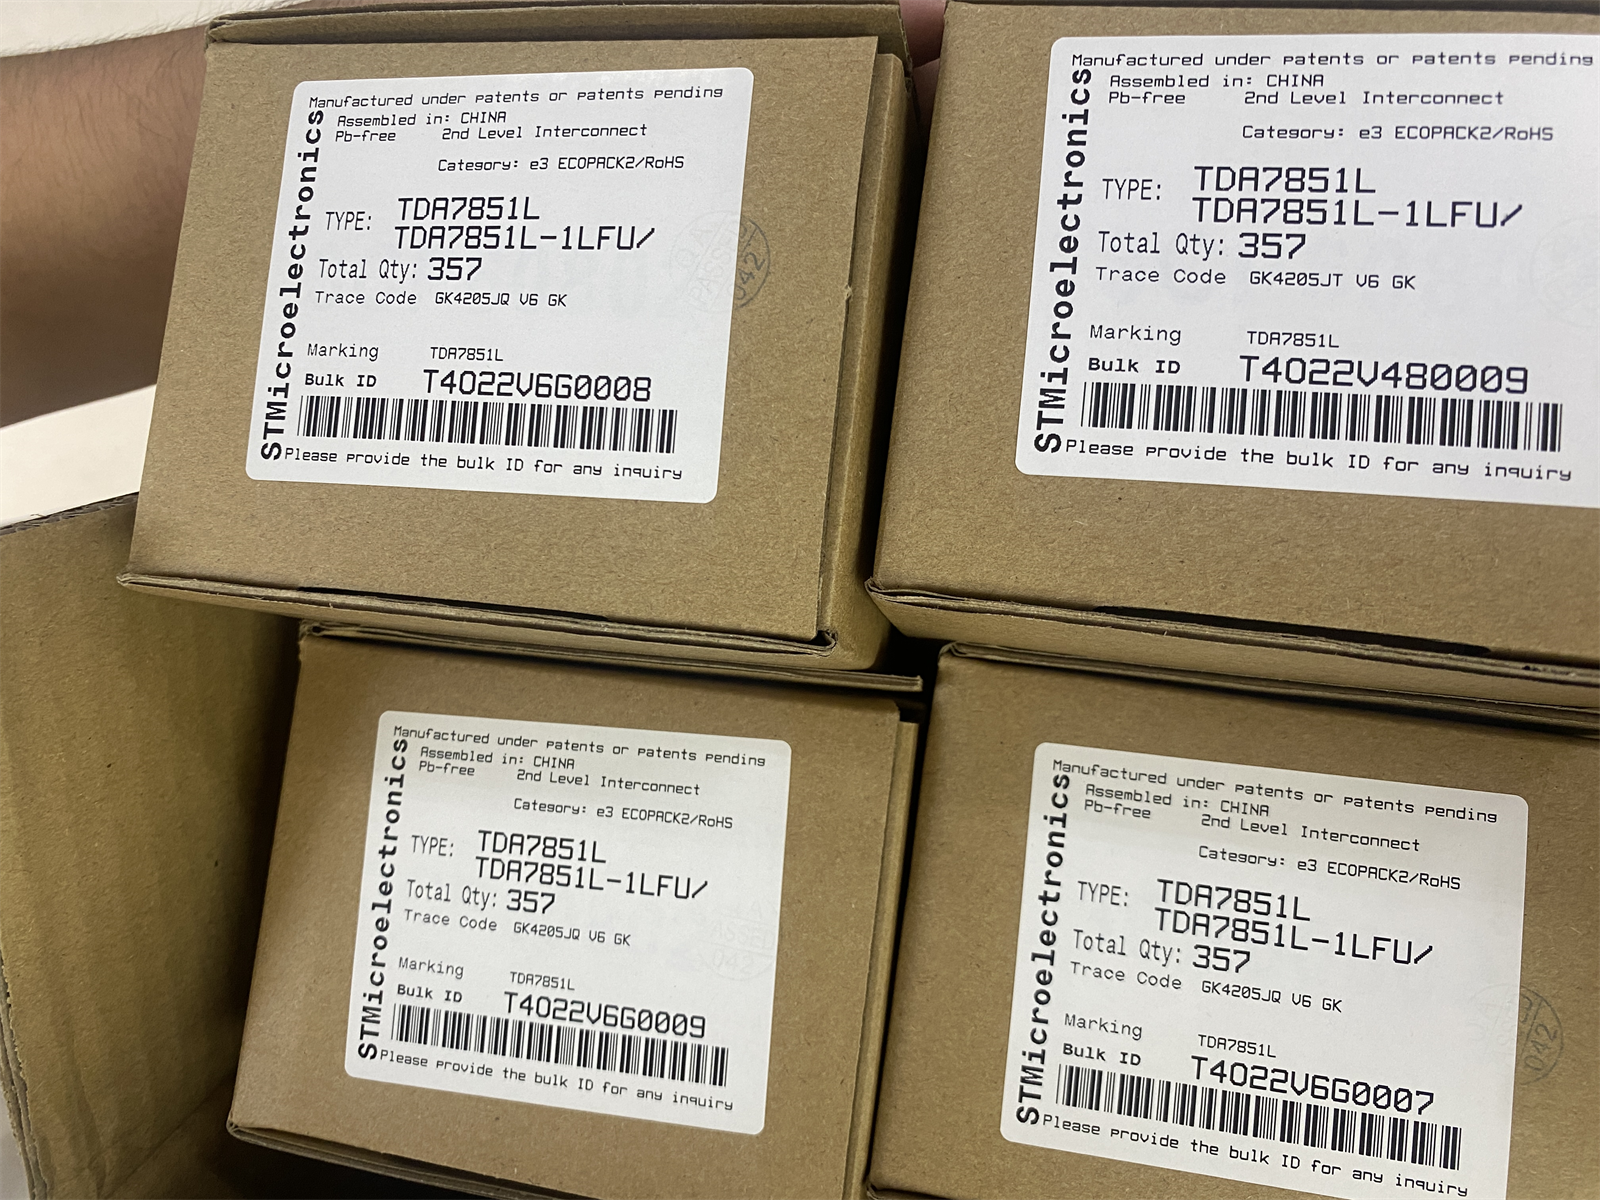 STMicroelectronics
Manufactured under patents or patents pending
Assembled in: CHINA
Pb-free 2nd Level Interconnect
Category: e3 ECOPACK2/RoHS
TYPE: TDA7851L
TDA7851L-1LFU/
Total Qty: 357
Trace Code GK4205JQ V6 GK
Marking TDA7851L
Bulk ID T4022V6G0008
Please provide the bulk ID for any inquiry
STMicroelectronics
Manufactured under patents or patents pending
Assembled in: CHINA
Pb-free 2nd Level Interconnect
Category: e3 ECOPACK2/RoHS
TYPE: TDA7851L
TDA7851L-1LFU/
Total Qty: 357
Trace Code GK4205JT V6 GK
Marking TDA7851L
Bulk ID T4022V480009
Please provide the bulk ID for any inquiry
STMicroelectronics
Manufactured under patents or patents pending
Assembled in: CHINA
Pb-free 2nd Level Interconnect
Category: e3 ECOPACK2/RoHS
TYPE: TDA7851L
TDA7851L-1LFU/
Total Qty: 357
Trace Code GK4205JQ V6 GK
Marking TDA7851L
Bulk ID T4022V6G0009
Please provide the bulk ID for any inquiry
STMicroelectronics
Manufactured under patents or patents pending
Assembled in: CHINA
Pb-free 2nd Level Interconnect
Category: e3 ECOPACK2/RoHS
TYPE: TDA7851L
TDA7851L-1LFU/
Total Qty: 357
Trace Code GK4205JQ V6 GK
Marking TDA7851L
Bulk ID T4022V6G0007
Please provide the bulk ID for any inquiry
042